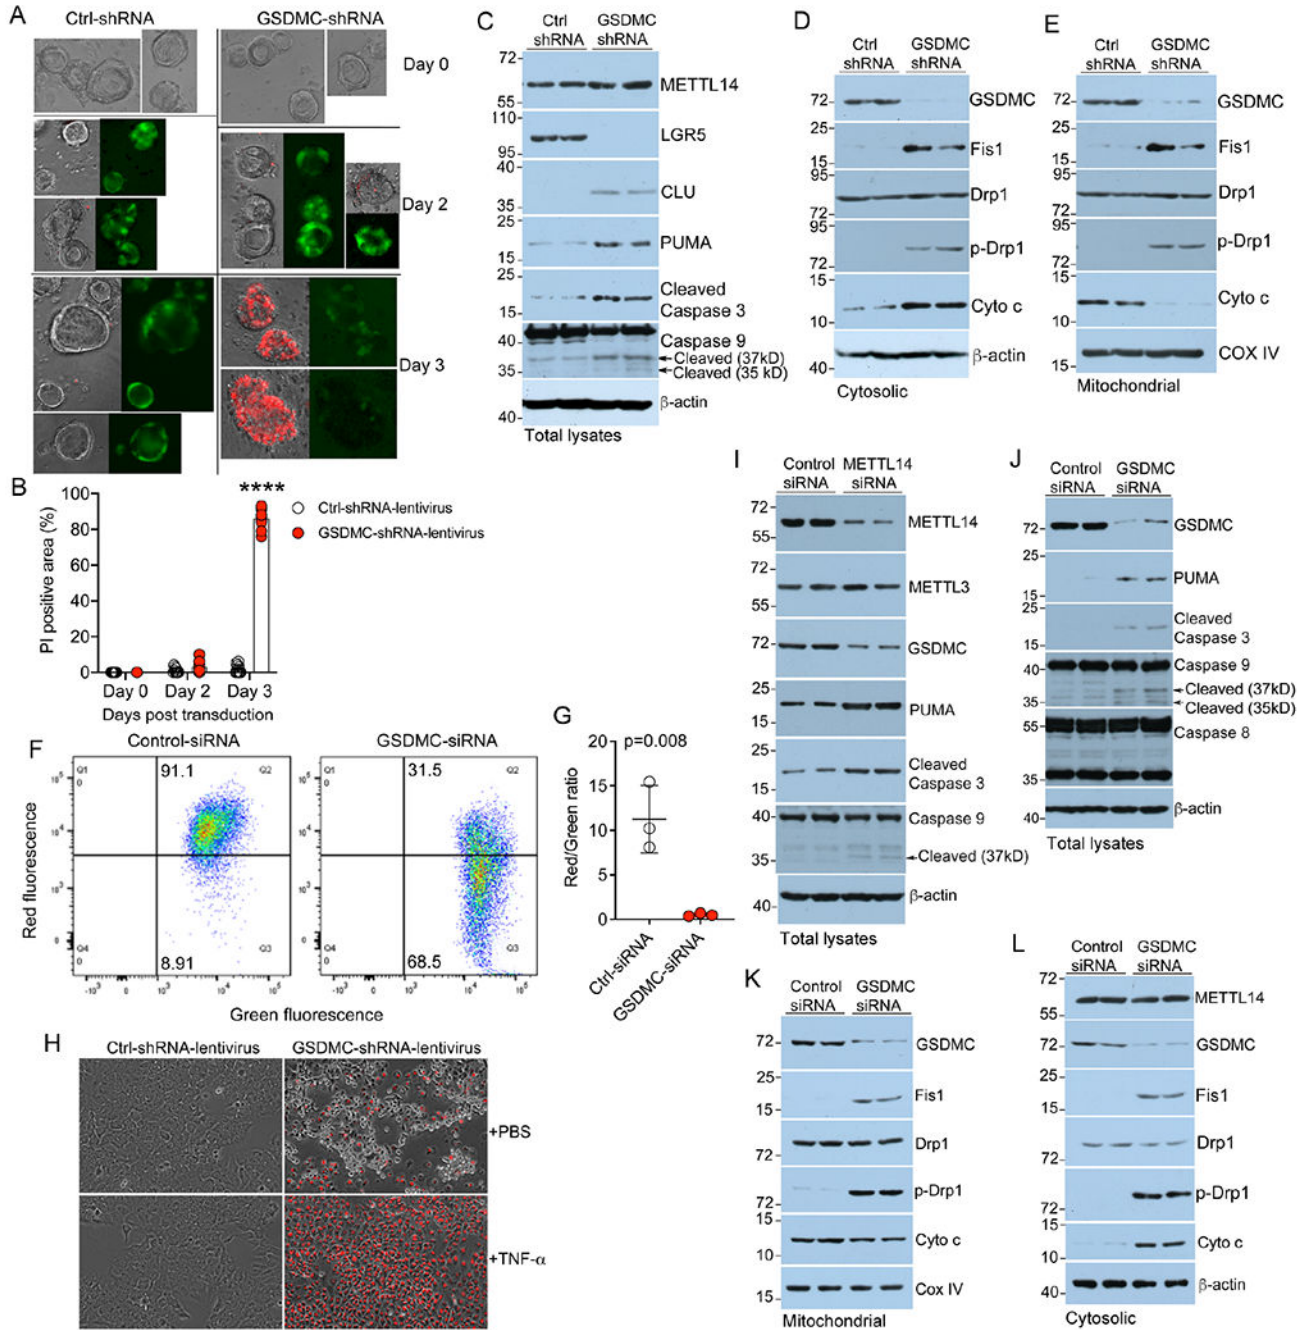 A
Ctrl-shRNA
GSDMC-shRNA
Day 0
Day 2
Day 3
B
PI positive area (%)
100
80
60
40
20
0
****
Ctrl-shRNA-lentivirus
GSDMC-shRNA-lentivirus
Day 0 Day 2 Day 3
Days post transduction
C
Ctrl GSDMC
shRNA shRNA
72
55
METTL14
110
95
LGR5
40
35
CLU
PUMA
25
15
Cleaved
Caspase 3
40
35
Caspase 9
Cleaved (37kD)
Cleaved (35 kD)
40
β-actin
Total lysates
D
Ctrl GSDMC
shRNA shRNA
72
GSDMC
25
15
Fis1
95
72
Drp1
95
72
p-Drp1
10
Cyto c
40
β-actin
Cytosolic
E
Ctrl GSDMC
shRNA shRNA
72
GSDMC
25
15
Fis1
95
72
Drp1
95
72
p-Drp1
10
Cyto c
15
COX IV
Mitochondrial
F
Control-siRNA
GSDMC-siRNA
Red fluorescence
Q1
0
91.1
Q2
Q4
0
8.91
Q3
Q1
0
31.5
Q2
Q4
0
68.5
Q3
Green fluorescence
G
Red/Green ratio
20
15
10
5
0
p=0.008
Ctrl-siRNA
GSDMC-siRNA
H
Ctrl-shRNA-lentivirus
GSDMC-shRNA-lentivirus
+PBS
+TNF-α
I
Control METTL14
siRNA siRNA
72
55
METTL14
72
55
METTL3
72
GSDMC
25
15
PUMA
25
15
Cleaved
Caspase 3
40
35
Caspase 9
Cleaved (37kD)
40
β-actin
Total lysates
J
Control GSDMC
siRNA siRNA
72
GSDMC
15
PUMA
25
15
Cleaved
Caspase 3
40
35
Caspase 9
Cleaved (37kD)
Cleaved (35kD)
55
35
Caspase 8
40
β-actin
Total lysates
K
Control GSDMC
siRNA siRNA
72
GSDMC
25
15
Fis1
72
Drp1
72
p-Drp1
15
10
Cyto c
15
Cox IV
Mitochondrial
L
Control GSDMC
siRNA siRNA
72
55
METTL14
72
GSDMC
25
15
Fis1
72
Drp1
72
p-Drp1
15
10
Cyto c
40
β-actin
Cytosolic